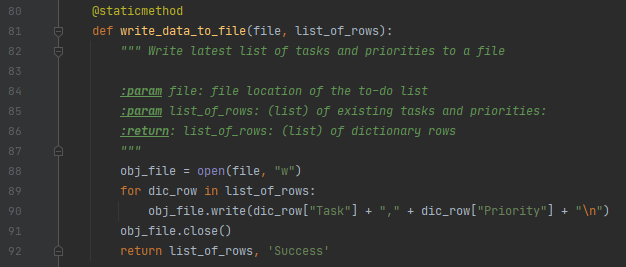 80 @staticmethod
81 def write_data_to_file(file, list_of_rows):
82 """ Write latest list of tasks and priorities to a file
83
84 :param file: file location of the to-do list
85 :param list_of_rows: (list) of existing tasks and priorities:
86 :return: list_of_rows: (list) of dictionary rows
87 """
88 obj_file = open(file, "w")
89 for dic_row in list_of_rows:
90 obj_file.write(dic_row["Task"] + "," + dic_row["Priority"] + "\n")
91 obj_file.close()
92 return list_of_rows, 'Success'